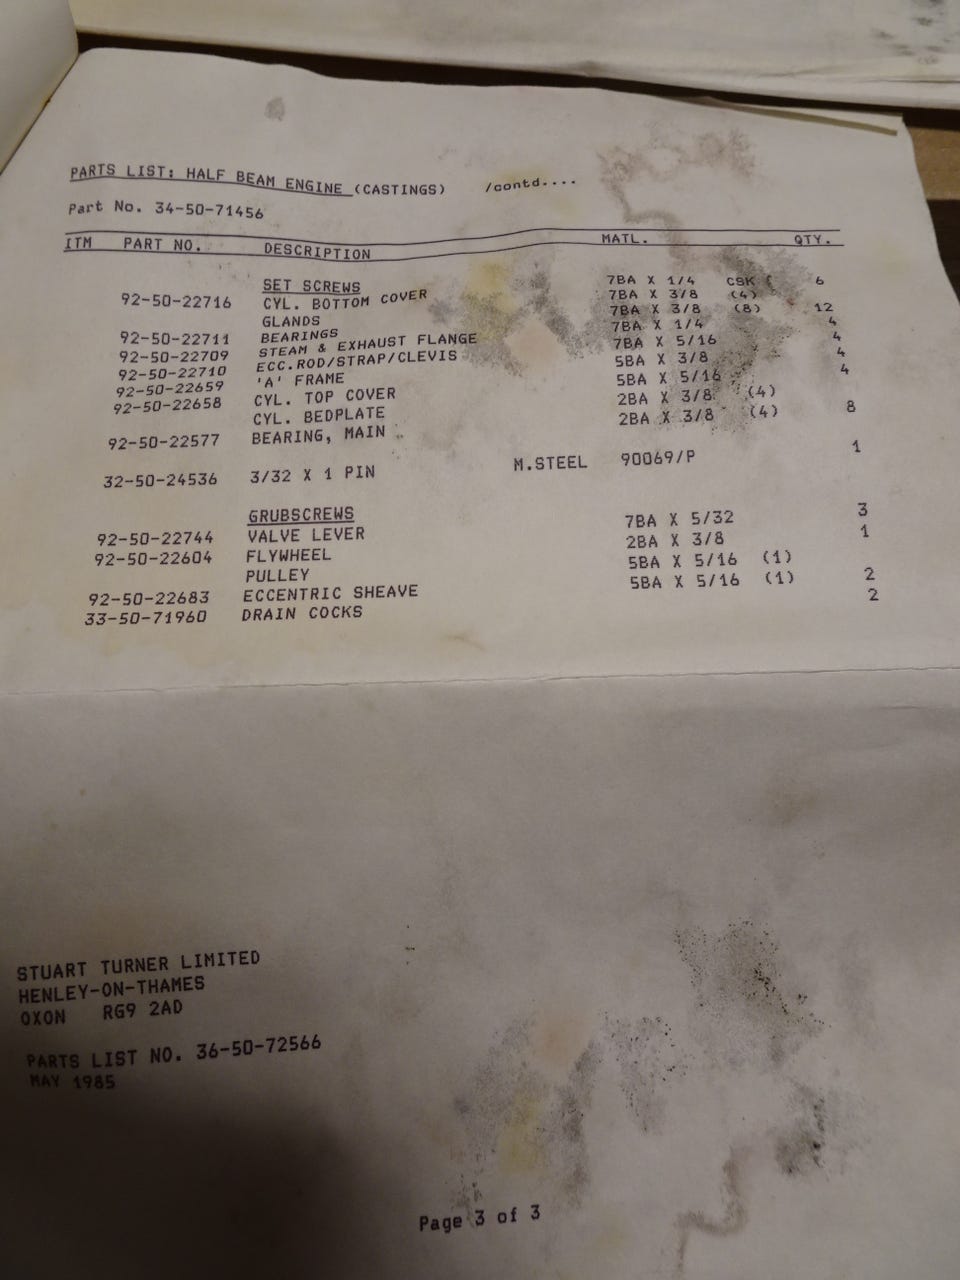 PARTS LIST: HALF BEAM ENGINE (CASTINGS) /contd....
Part No. 34-50-71456
ITM PART NO. DESCRIPTION MATL. QTY.
SET SCREWS
92-50-22716 CYL. BOTTOM COVER 7BA X 1/4 CSK 6
GLANDS 7BA X 3/8 (4)
92-50-22711 BEARINGS 7BA X 3/8 (8) 12
92-50-22709 STEAM & EXHAUST FLANGE 7BA X 1/4 4
92-50-22710 ECC.ROD/STRAP/CLEVIS 7BA X 5/16 4
92-50-22659 'A' FRAME 5BA X 3/8 4
92-50-22658 CYL. TOP COVER 5BA X 5/16 4
CYL. BEDPLATE 2BA X 3/8 (4)
92-50-22577 BEARING, MAIN 2BA X 3/8 (4) 8
32-50-24536 3/32 X 1 PIN M.STEEL 90069/P 1
GRUBSCREWS
92-50-22744 VALVE LEVER 7BA X 5/32 3
92-50-22604 FLYWHEEL 2BA X 3/8 1
PULLEY 5BA X 5/16 (1)
92-50-22683 ECCENTRIC SHEAVE 5BA X 5/16 (1) 2
33-50-71960 DRAIN COCKS 2
STUART TURNER LIMITED
HENLEY-ON-THAMES
OXON RG9 2AD
PARTS LIST NO. 36-50-72566
MAY 1985
Page 3 of 3